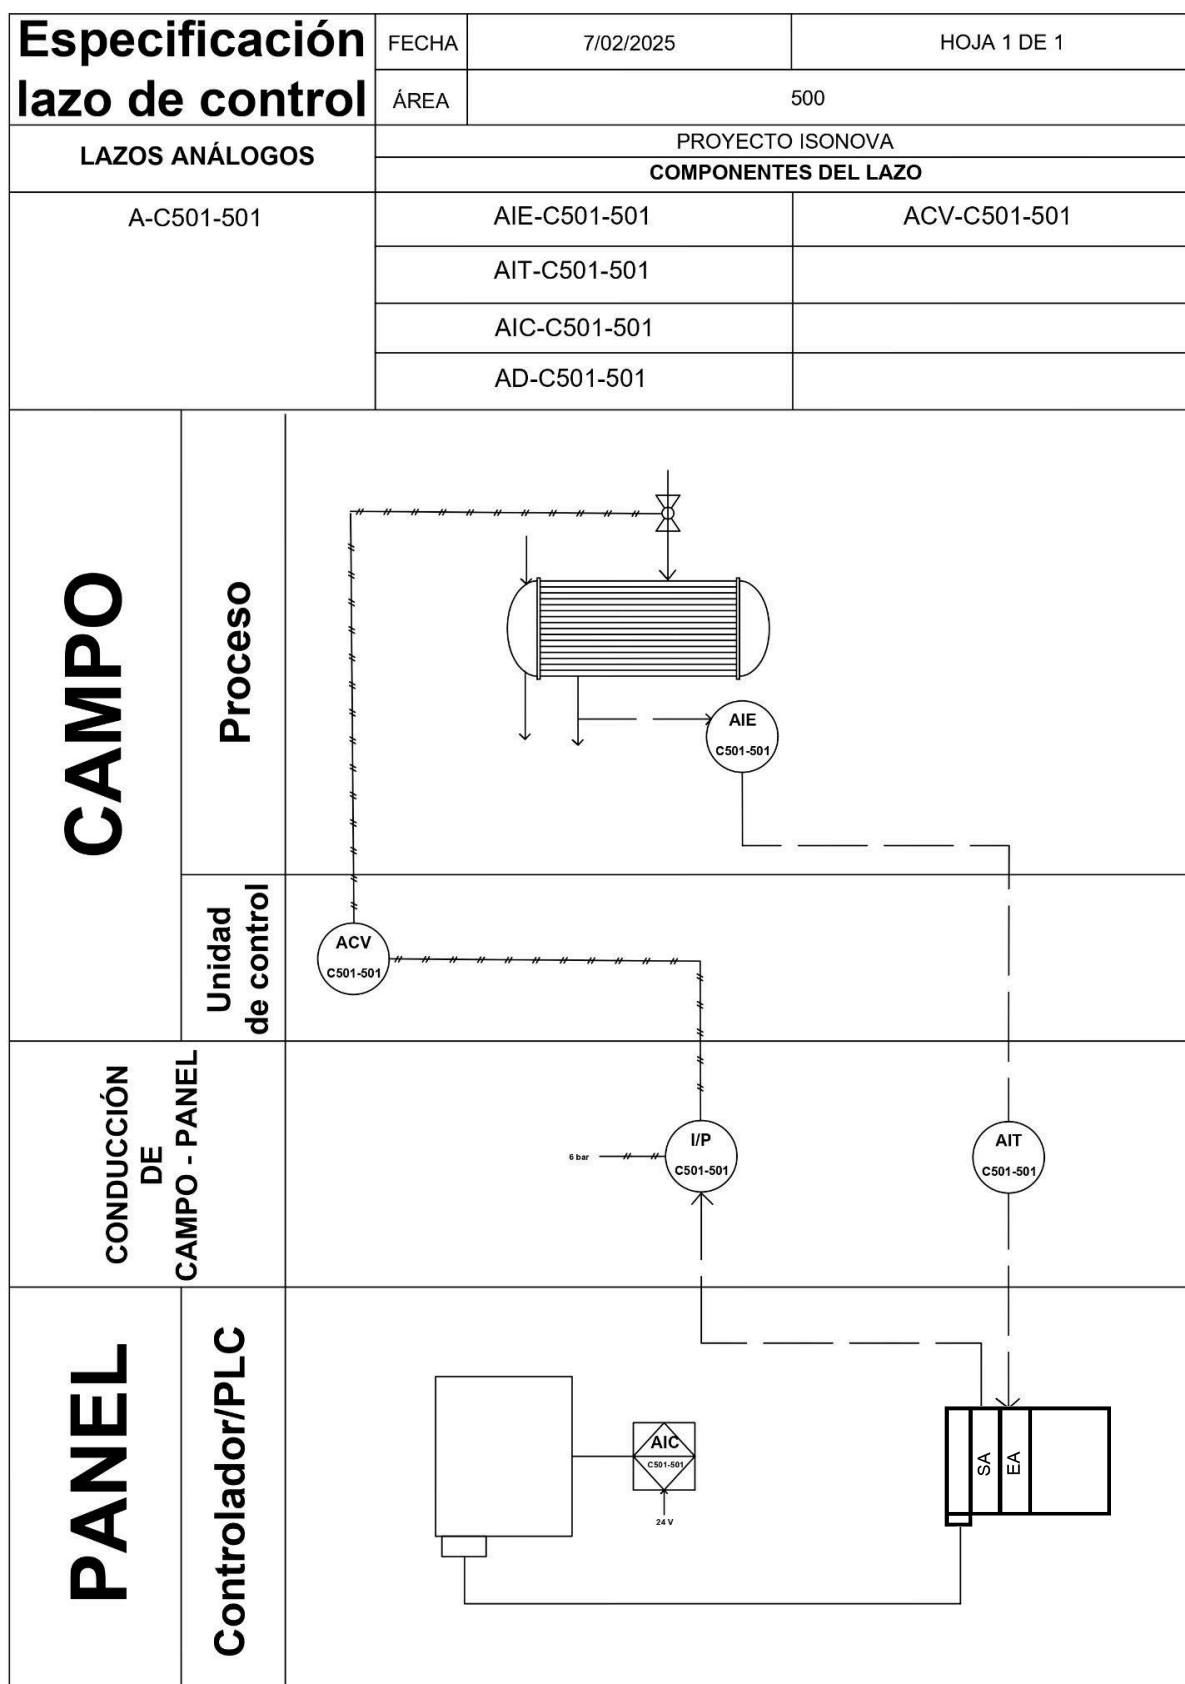 Especificación
lazo de control
FECHA
7/02/2025
HOJA 1 DE 1
ÁREA
500
LAZOS ANÁLOGOS
PROYECTO ISONOVA
COMPONENTES DEL LAZO
A-C501-501
AIE-C501-501
ACV-C501-501
AIT-C501-501
AIC-C501-501
AD-C501-501
CAMPO
Proceso
AIE
C501-501
Unidad
de control
ACV
C501-501
CONDUCCIÓN
DE
CAMPO - PANEL
6 bar
I/P
C501-501
AIT
C501-501
PANEL
Controlador/PLC
AIC
C501-501
24 V
SA
EA